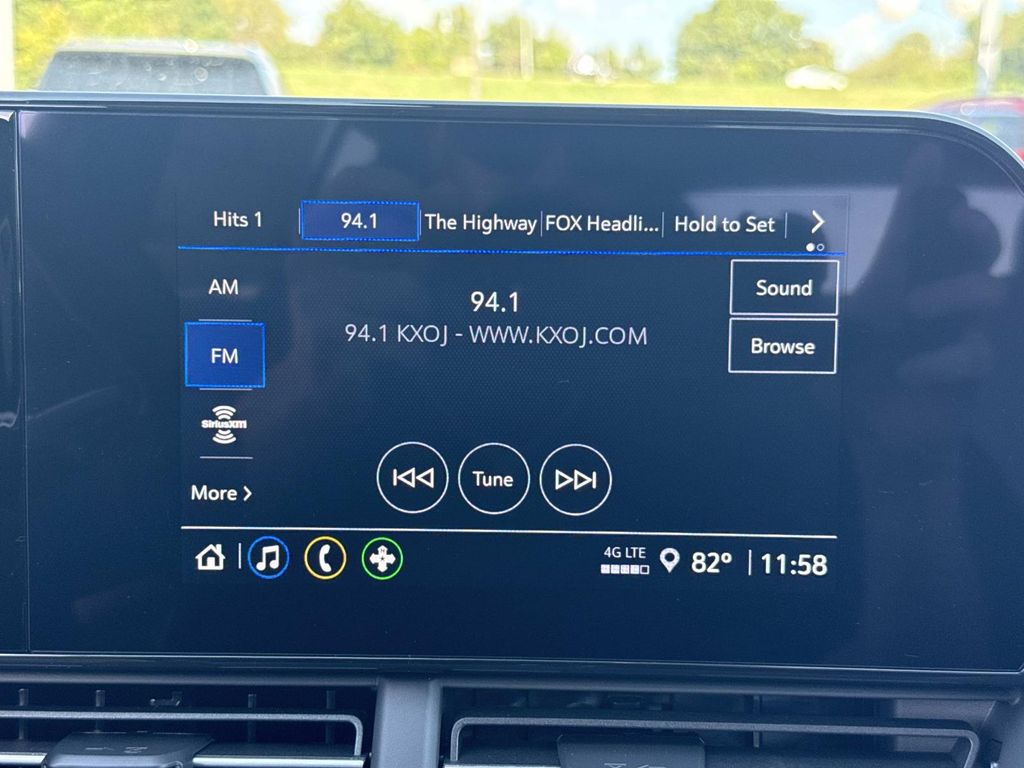 Hits 1 94.1 The Highway FOX Headli... Hold to Set
AM
94.1
Sound
94.1 KXOJ - WWW.KXOJ.COM
FM
Browse
SiriusXM
More
Tune
4G LTE
82º 11:58